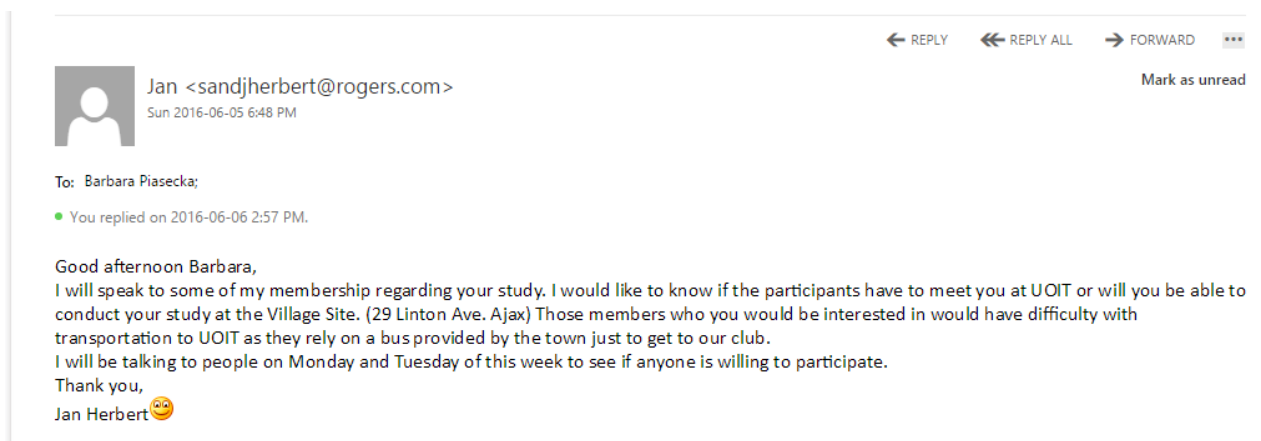 REPLY REPLY ALL FORWARD ...
Jan <sandjherbert@rogers.com>
Mark as unread
Sun 2016-06-05 6:48 PM
To: Barbara Piasecka;
You replied on 2016-06-06 2:57 PM.
Good afternoon Barbara,
I will speak to some of my membership regarding your study. I would like to know if the participants have to meet you at UOIT or will you be able to
conduct your study at the Village Site. (29 Linton Ave. Ajax) Those members who you would be interested in would have difficulty with
transportation to UOIT as they rely on a bus provided by the town just to get to our club.
I will be talking to people on Monday and Tuesday of this week to see if anyone is willing to participate.
Thank you,
Jan Herbert